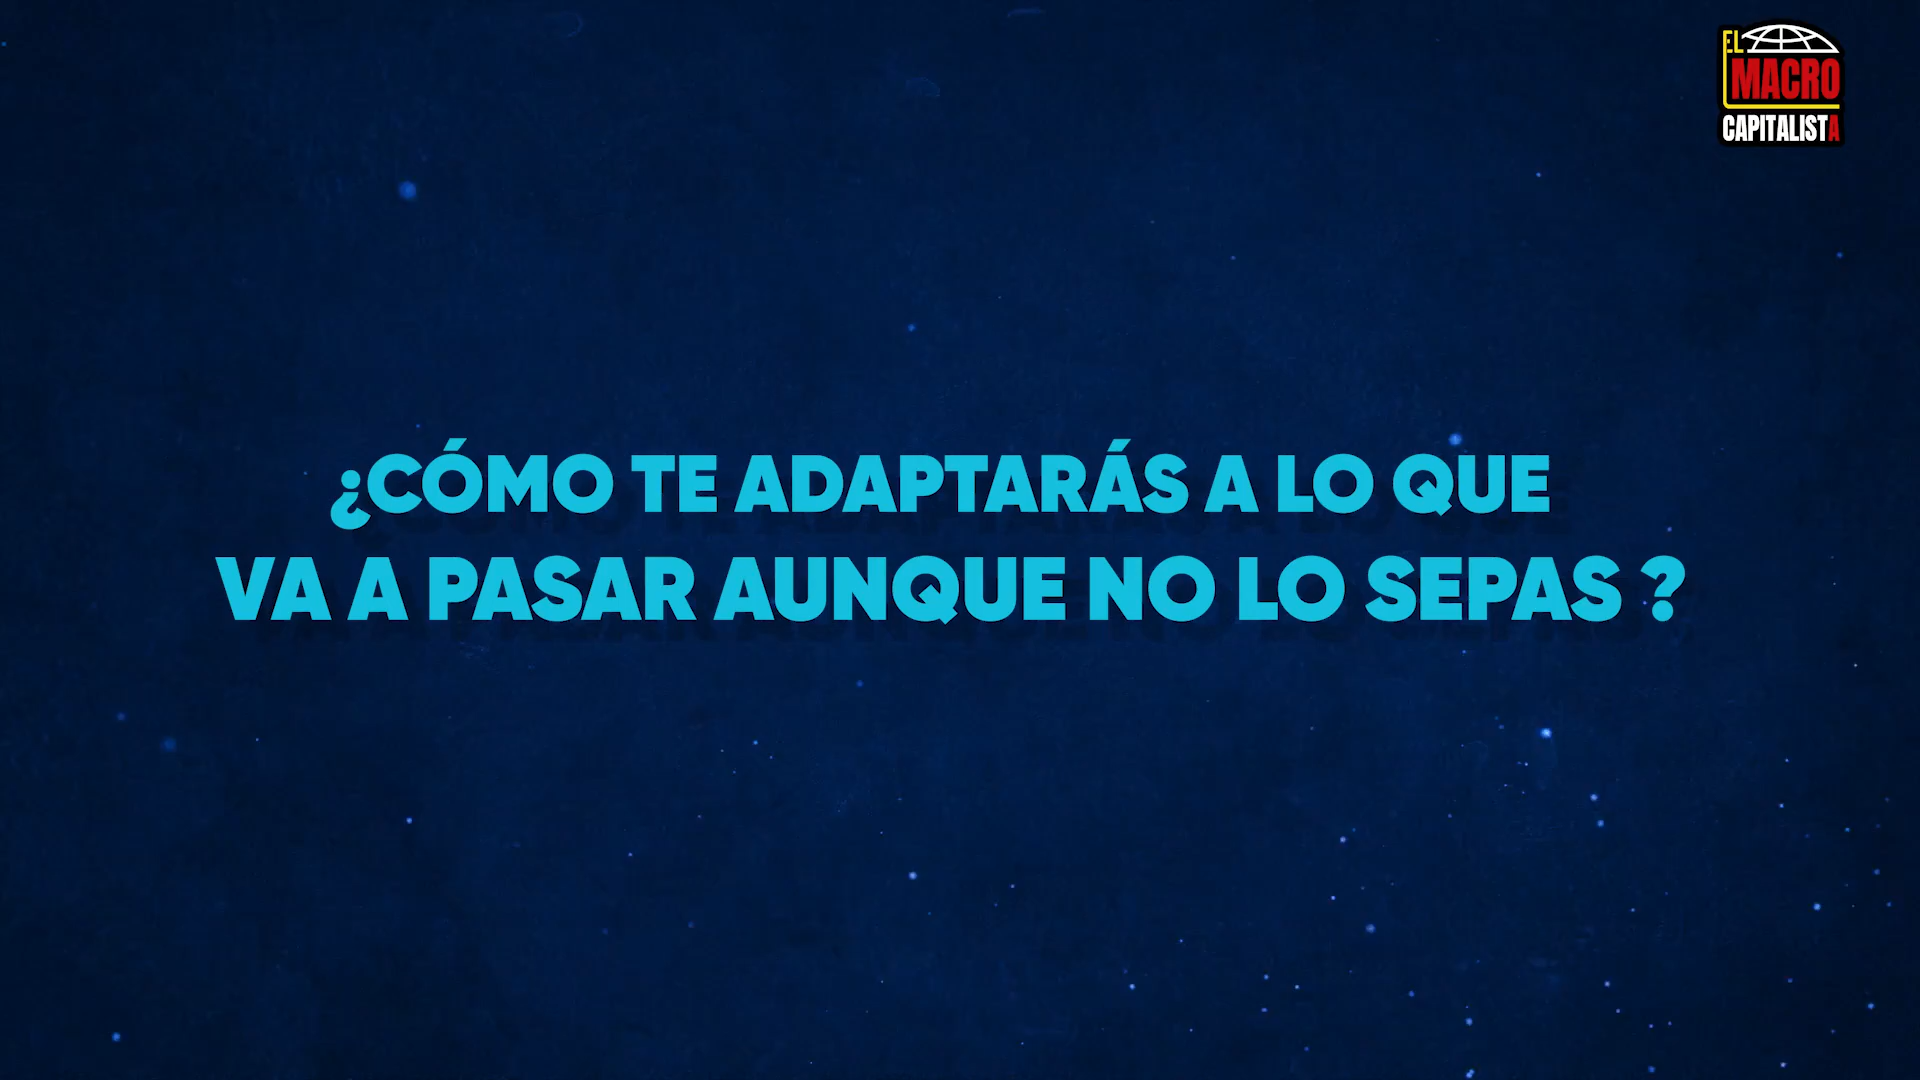 EL
MACRO
CAPITALISTA
¿CÓMO TE ADAPTARÁS A LO QUE
VA A PASAR AUNQUE NO LO SEPAS ?